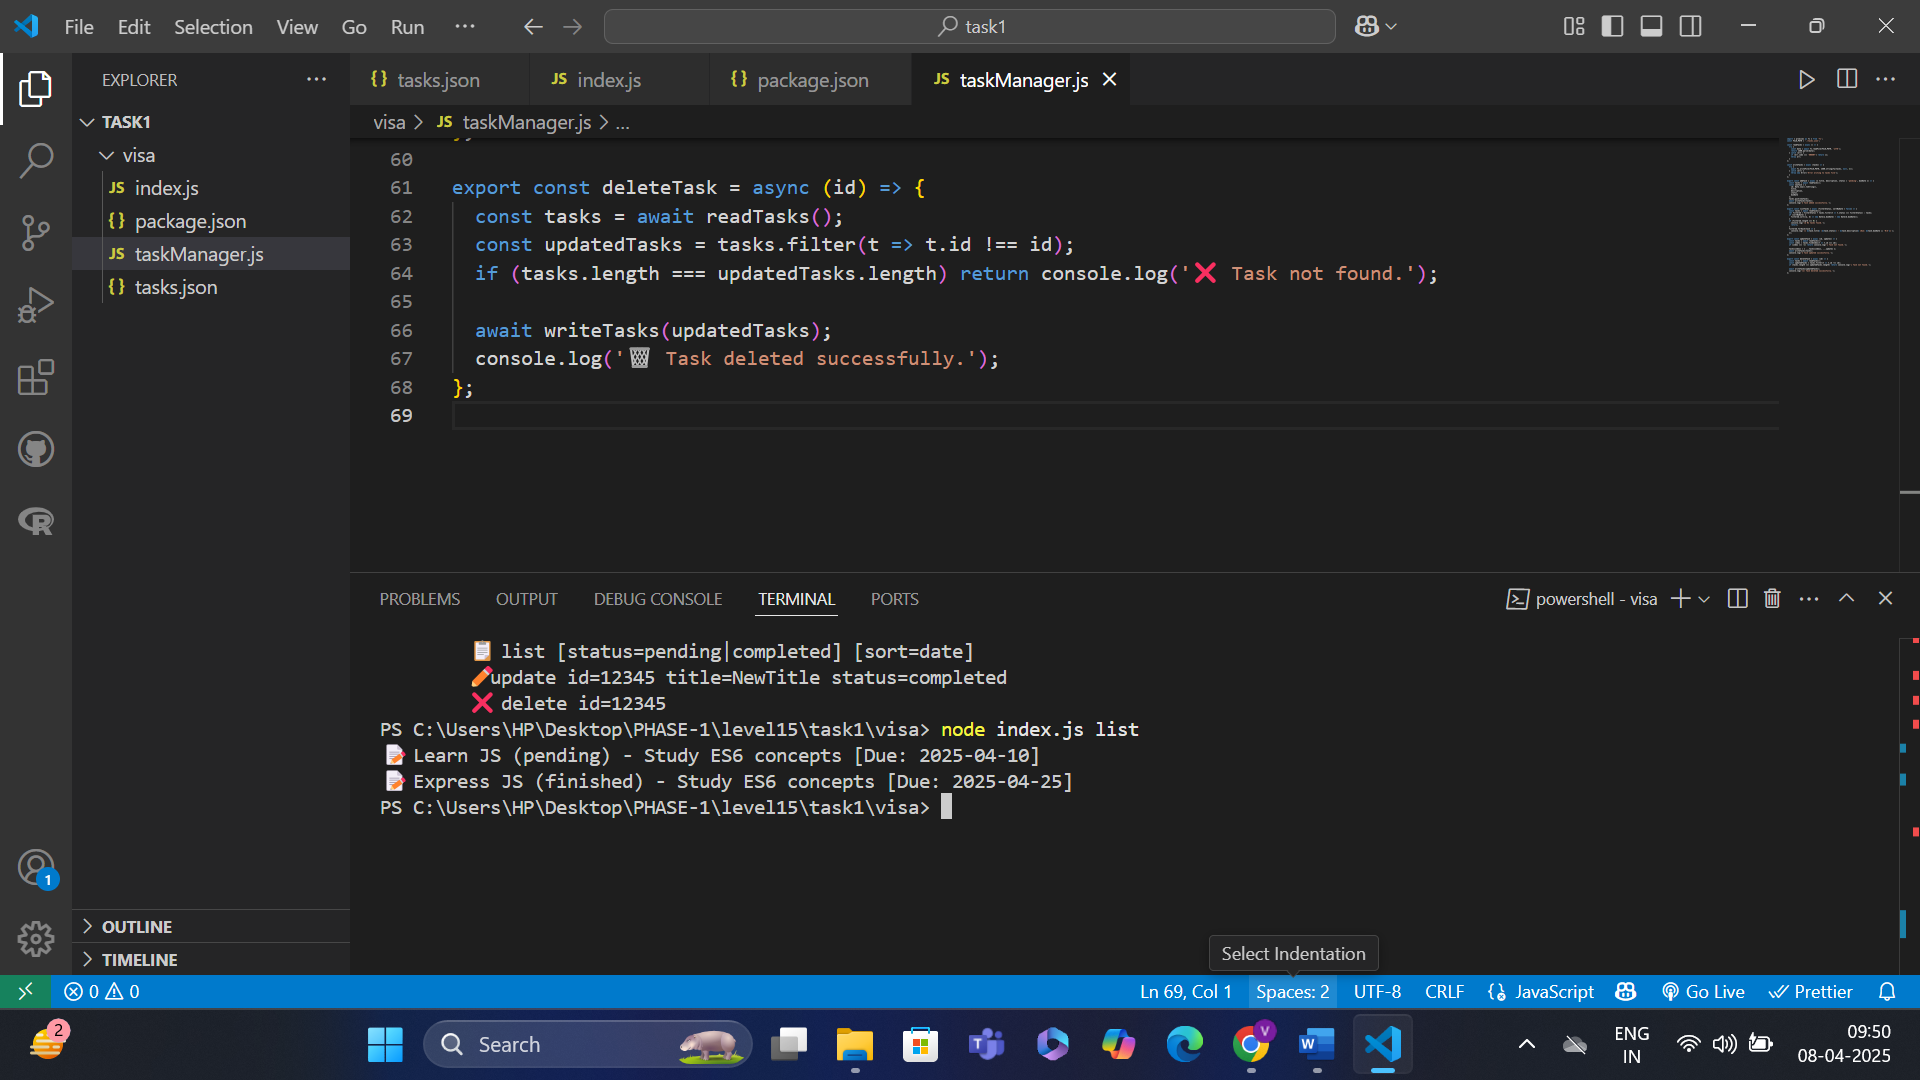 File Edit Selection View Go Run ··· task1
EXPLORER ···
TASK1
visa
JS index.js
{} package.json
JS taskManager.js
{} tasks.json
OUTLINE
TIMELINE
{} tasks.json JS index.js {} package.json JS taskManager.js
visa > JS taskManager.js > ...
60
61 export const deleteTask = async (id) => {
62 const tasks = await readTasks();
63 const updatedTasks = tasks.filter(t => t.id !== id);
64 if (tasks.length === updatedTasks.length) return console.log('❌ Task not found.');
65
66 await writeTasks(updatedTasks);
67 console.log('🗑️ Task deleted successfully.');
68 };
69
PROBLEMS OUTPUT DEBUG CONSOLE TERMINAL PORTS powershell - visa
📋 list [status=pending|completed] [sort=date]
✏️update id=12345 title=NewTitle status=completed
❌ delete id=12345
PS C:\Users\HP\Desktop\PHASE-1\level15\task1\visa> node index.js list
📝 Learn JS (pending) - Study ES6 concepts [Due: 2025-04-10]
📝 Express JS (finished) - Study ES6 concepts [Due: 2025-04-25]
PS C:\Users\HP\Desktop\PHASE-1\level15\task1\visa>
Select Indentation
1
0 0 Ln 69, Col 1 Spaces: 2 UTF-8 CRLF {} JavaScript Go Live Prettier
2 Search V ENG 09:50
IN 08-04-2025